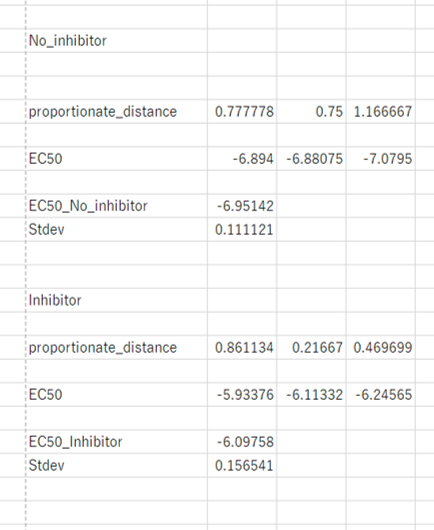 No_inhibitor
proportionate_distance 0.777778 0.75 1.166667
EC50 -6.894 -6.88075 -7.0795
EC50_No_inhibitor -6.95142
Stdev 0.111121
Inhibitor
proportionate_distance 0.861134 0.21667 0.469699
EC50 -5.93376 -6.11332 -6.24565
EC50_Inhibitor -6.09758
Stdev 0.156541